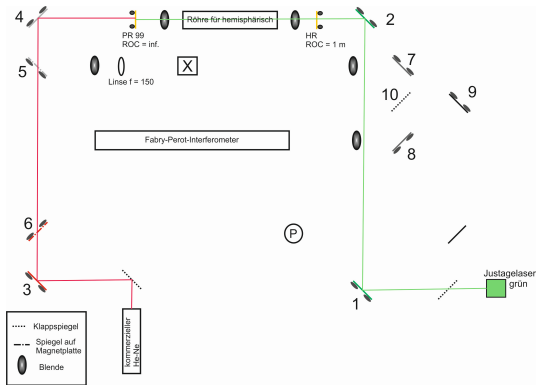 4
2
Röhre für hemisphärisch
PR 99
ROC = inf.
HR
ROC = 1 m
5
X
Linse f = 150
7
10
9
Fabry-Perot-Interferometer
8
6
P
3
1
Justagelaser
grün
kommerzieller
He-Ne
Klappspiegel
Spiegel auf
Magnetplatte
Blende